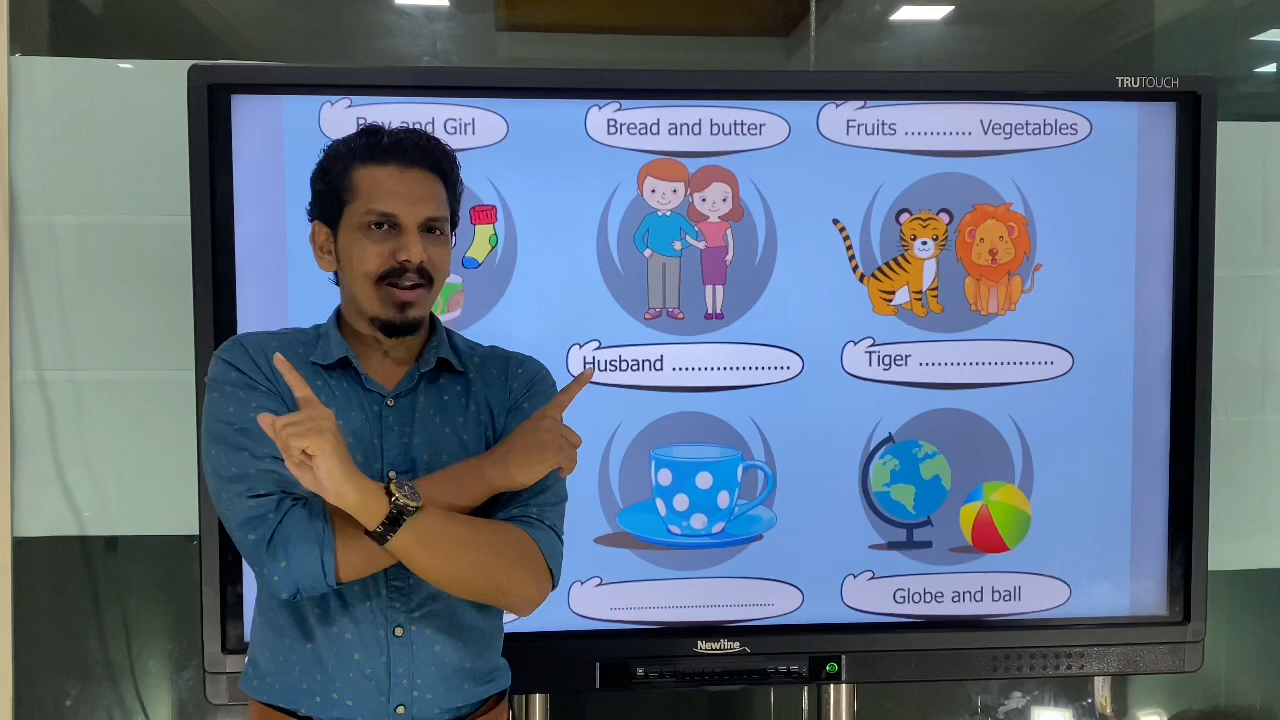 TRUTOUCH
Boy and Girl
Bread and butter
Fruits ........... Vegetables
Husband ....................
Tiger .......................
.............................................
Globe and ball
Newline